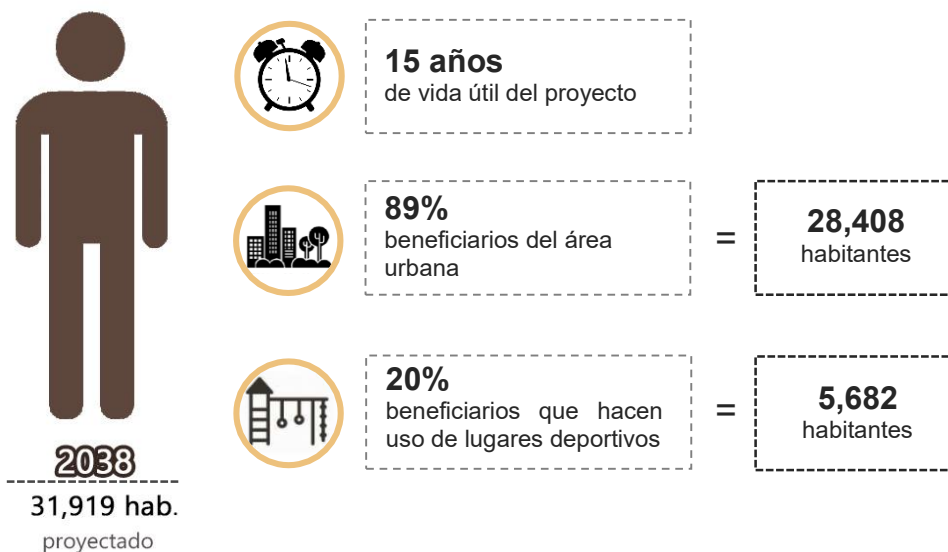 15 años
de vida útil del proyecto
89%
beneficiarios del área
urbana
=
28,408
habitantes
20%
beneficiarios que hacen
uso de lugares deportivos
=
5,682
habitantes
2038
31,919 hab.
proyectado